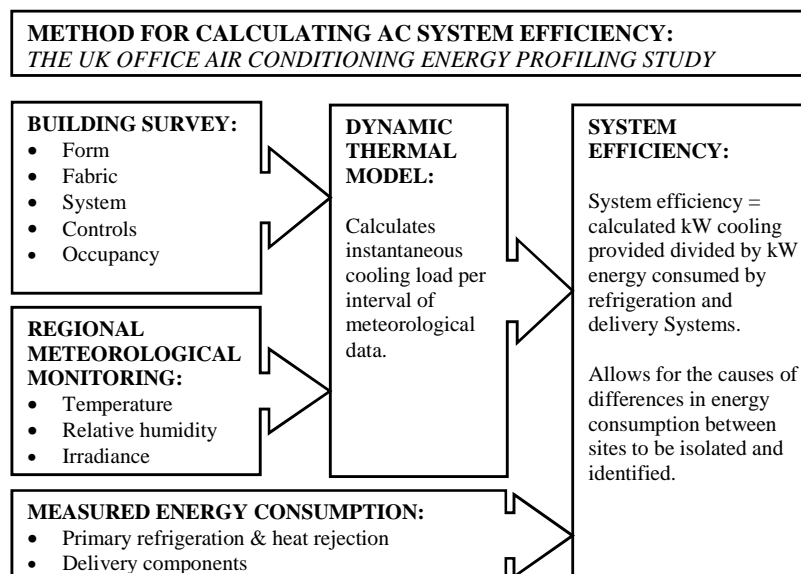 METHOD FOR CALCULATING AC SYSTEM EFFICIENCY:
THE UK OFFICE AIR CONDITIONING ENERGY PROFILING STUDY
BUILDING SURVEY:
• Form
• Fabric
• System
• Controls
• Occupancy
REGIONAL
METEOROLOGICAL
MONITORING:
• Temperature
• Relative humidity
• Irradiance
DYNAMIC
THERMAL
MODEL:
Calculates
instantaneous
cooling load per
interval of
meteorological
data.
SYSTEM
EFFICIENCY:
System efficiency =
calculated kW cooling
provided divided by kW
energy consumed by
refrigeration and
delivery Systems.
Allows for the causes of
differences in energy
consumption between
sites to be isolated and
identified.
MEASURED ENERGY CONSUMPTION:
• Primary refrigeration & heat rejection
• Delivery components